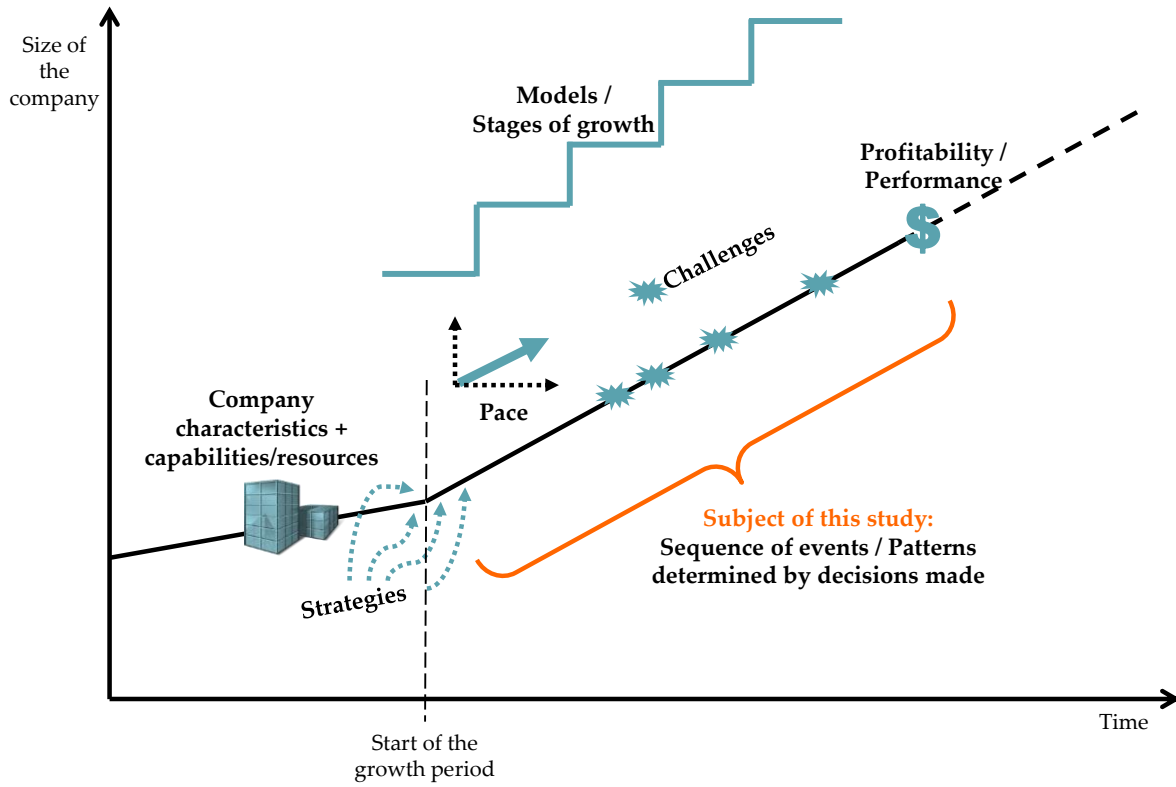 Size of
the
company
Models /
Stages of growth
Profitability /
Performance
$
Challenges
Pace
Company
characteristics +
capabilities/resources
Strategies
Subject of this study:
Sequence of events / Patterns
determined by decisions made
Time
Start of the
growth period